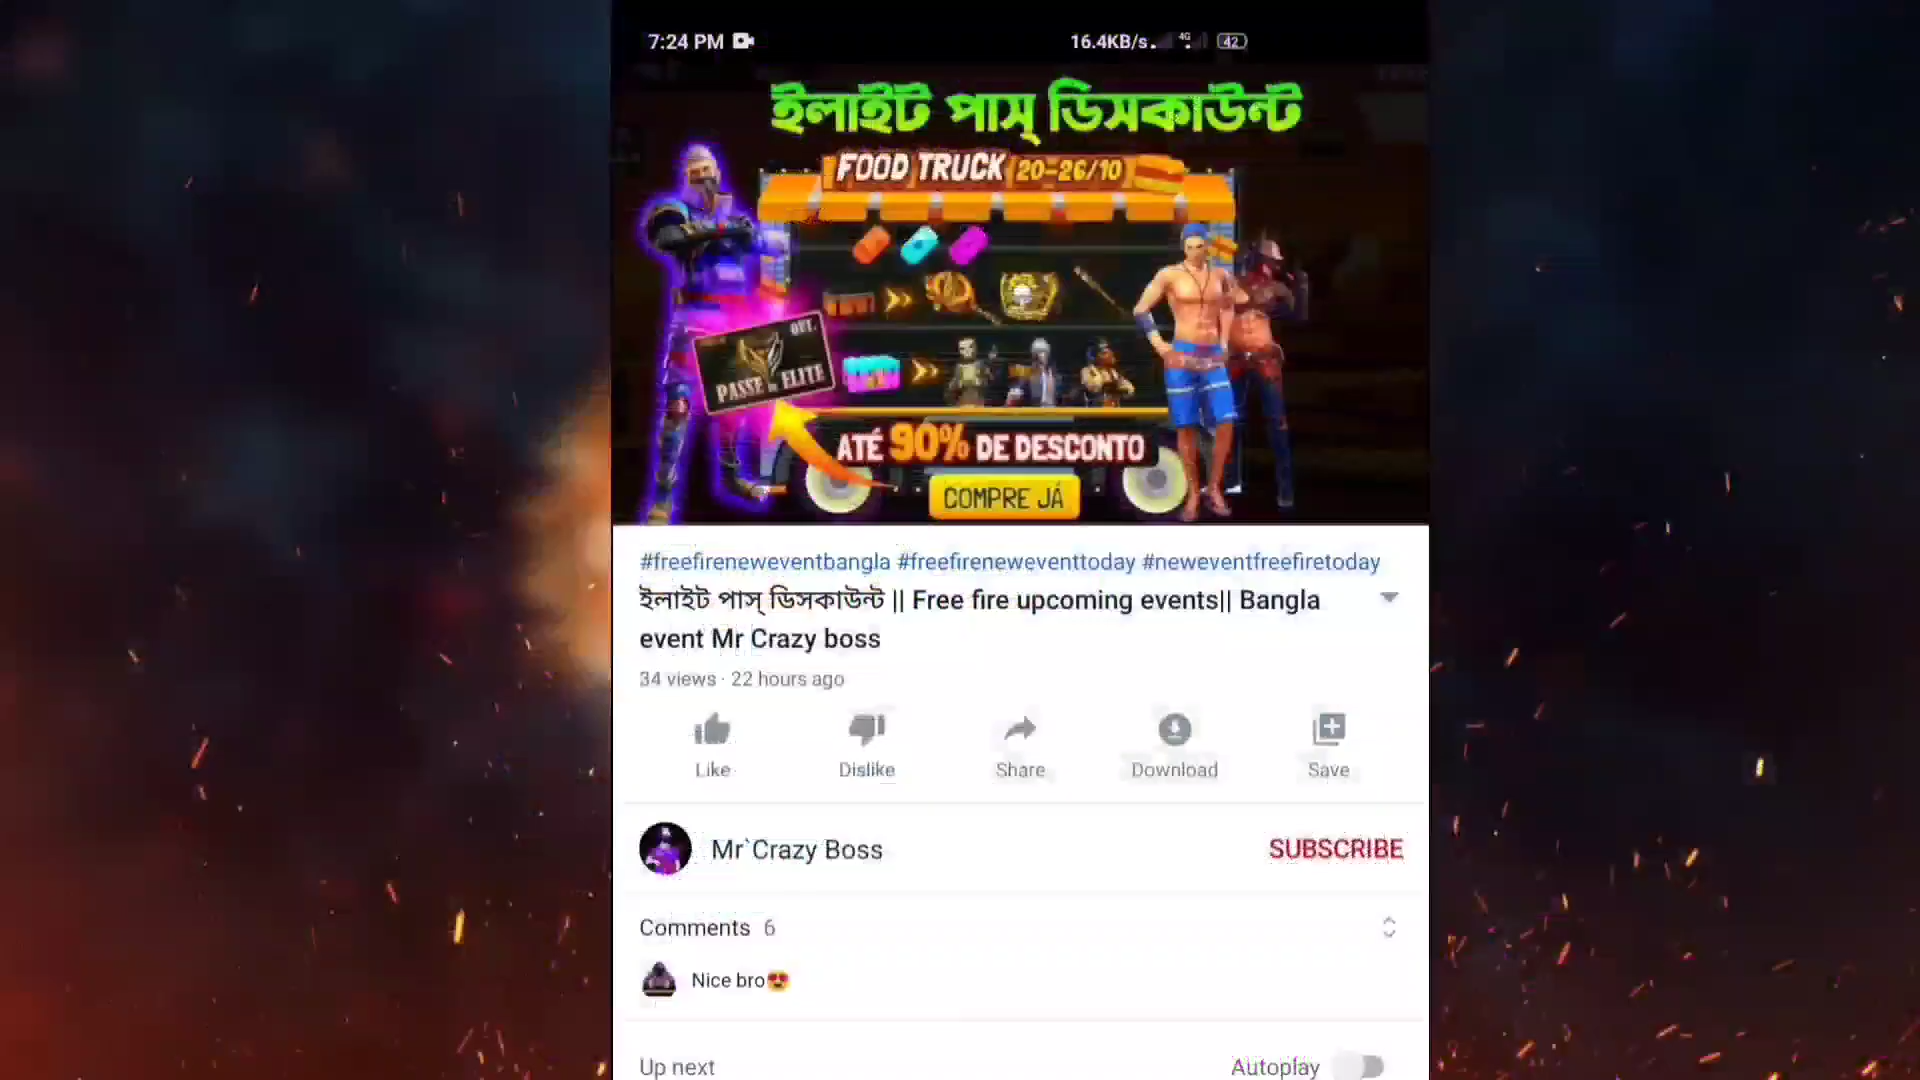 7:24 PM 16.4KB/s 4G 42
ইলাইট পাস্ ডিসকাউন্ট
FOOD TRUCK 20-26/10
OUT.
PASSE DE ELITE
ATÉ 90% DE DESCONTO
COMPRE JÁ
#freefireneweventbangla #freefireneweventtoday #neweventfreefiretoday
ইলাইট পাস্ ডিসকাউন্ট || Free fire upcoming events|| Bangla
event Mr Crazy boss
34 views · 22 hours ago
Like Dislike Share Download Save
Mr`Crazy Boss SUBSCRIBE
Comments 6
Nice bro😍
Up next Autoplay